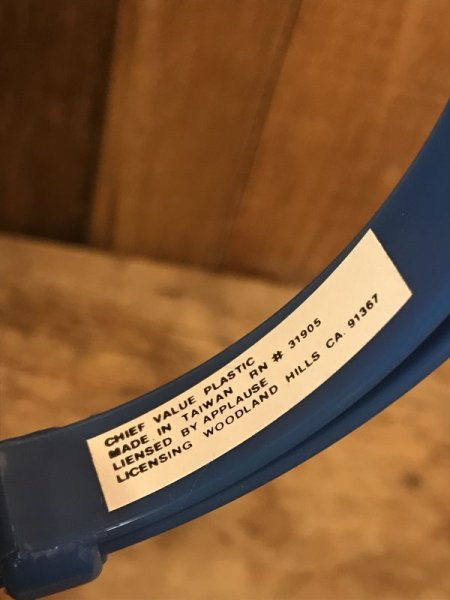 CHIEF VALUE PLASTIC
MADE IN TAIWAN RN # 31905
LIENSED BY APPLAUSE
LICENSING WOODLAND HILLS CA. 91367